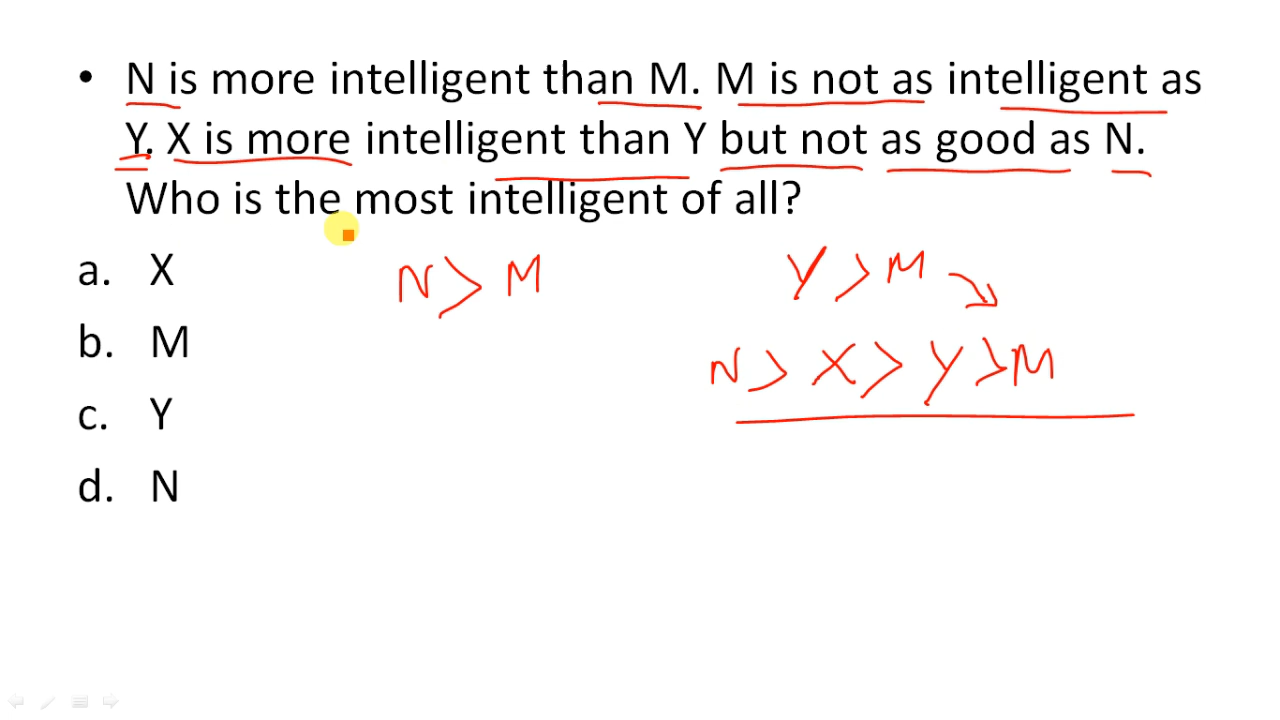 • N is more intelligent than M. M is not as intelligent as
Y. X is more intelligent than Y but not as good as N.
Who is the most intelligent of all?
a. X
N > M
Y > M
b. M
N > X > Y > M
c. Y
d. N